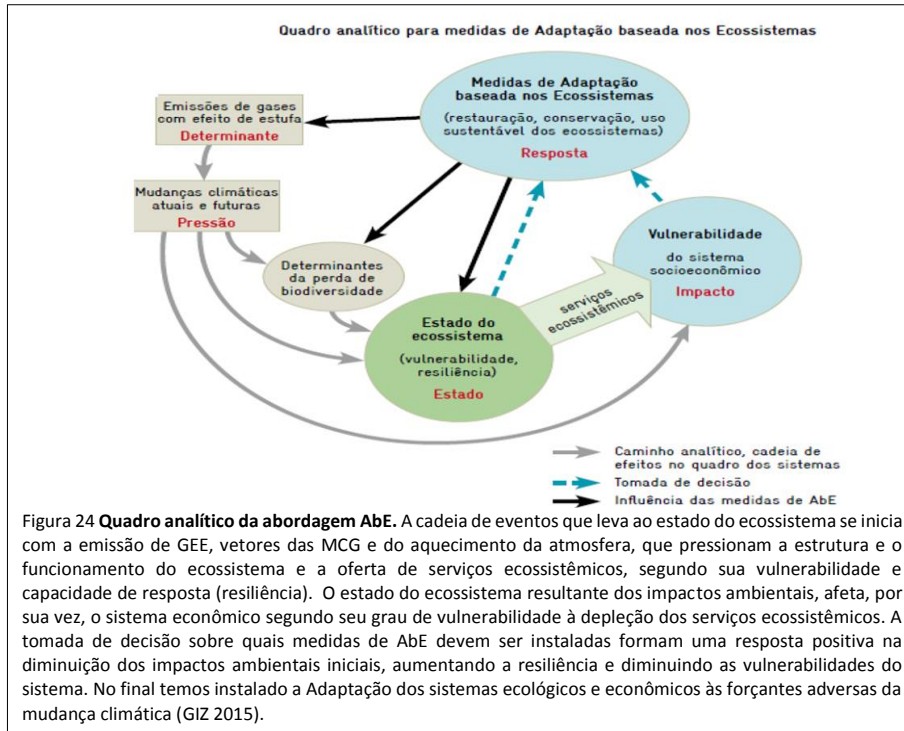 Quadro analítico para medidas de Adaptação baseada nos Ecossistemas
Medidas de Adaptação
baseada nos Ecossistemas
(restauração, conservação, uso
sustentável dos ecossistemas)
Resposta
Emissões de gases
com efeito de estufa
Determinante
Mudanças climáticas
atuais e futuras
Pressão
Determinantes
da perda de
biodiversidade
Vulnerabilidade
do sistema
socioeconômico
Impacto
serviços
ecossistêmicos
Estado do
ecossistema
(vulnerabilidade,
resiliência)
Estado
Caminho analítico, cadeia de
efeitos no quadro dos sistemas
Tomada de decisão
Influência das medidas de AbE
Figura 24 Quadro analítico da abordagem AbE. A cadeia de eventos que leva ao estado do ecossistema se inicia
com a emissão de GEE, vetores das MCG e do aquecimento da atmosfera, que pressionam a estrutura e o
funcionamento do ecossistema e a oferta de serviços ecossistêmicos, segundo sua vulnerabilidade e
capacidade de resposta (resiliência). O estado do ecossistema resultante dos impactos ambientais, afeta, por
sua vez, o sistema econômico segundo seu grau de vulnerabilidade à depleção dos serviços ecossistêmicos. A
tomada de decisão sobre quais medidas de AbE devem ser instaladas formam uma resposta positiva na
diminuição dos impactos ambientais iniciais, aumentando a resiliência e diminuindo as vulnerabilidades do
sistema. No final temos instalado a Adaptação dos sistemas ecológicos e econômicos às forçantes adversas da
mudança climática (GIZ 2015).